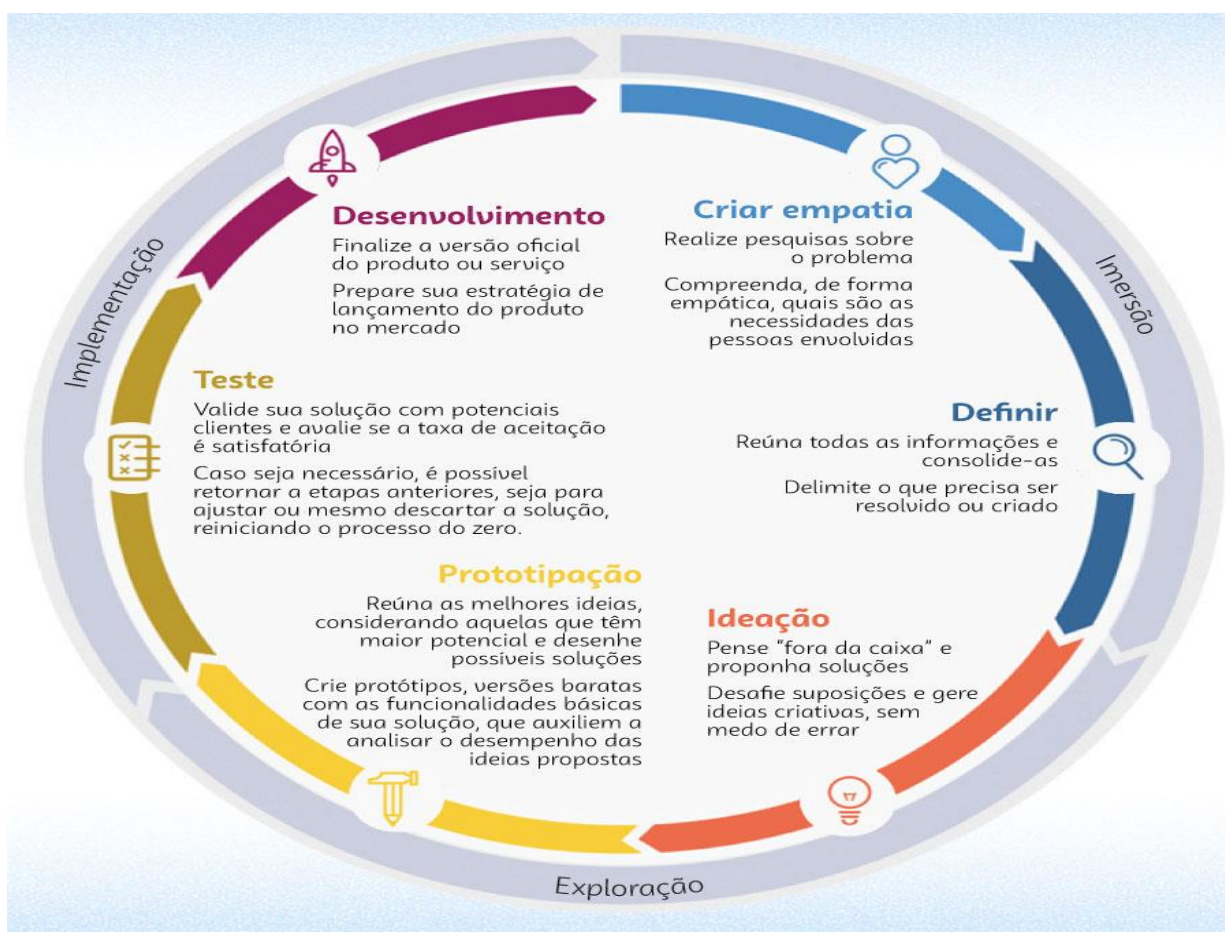 Criar empatia
Realize pesquisas sobre
o problema
Compreenda, de forma
empática, quais são as
necessidades das
pessoas envolvidas
Definir
Reúna todas as informações e
consolide-as
Delimite o que precisa ser
resolvido ou criado
Imersão
Ideação
Pense "fora da caixa" e
proponha soluções
Desafie suposições e gere
ideias criativas, sem
medo de errar
Prototipação
Reúna as melhores ideias,
considerando aquelas que têm
maior potencial e desenhe
possíveis soluções
Crie protótipos, versões baratas
com as funcionalidades básicas
de sua solução, que auxiliem a
analisar o desempenho das
ideias propostas
Exploração
Teste
Valide sua solução com potenciais
clientes e avalie se a taxa de aceitação
é satisfatória
Caso seja necessário, é possível
retornar a etapas anteriores, seja para
ajustar ou mesmo descartar a solução,
reiniciando o processo do zero.
Desenvolvimento
Finalize a versão oficial
do produto ou serviço
Prepare sua estratégia de
lançamento do produto
no mercado
Implementação